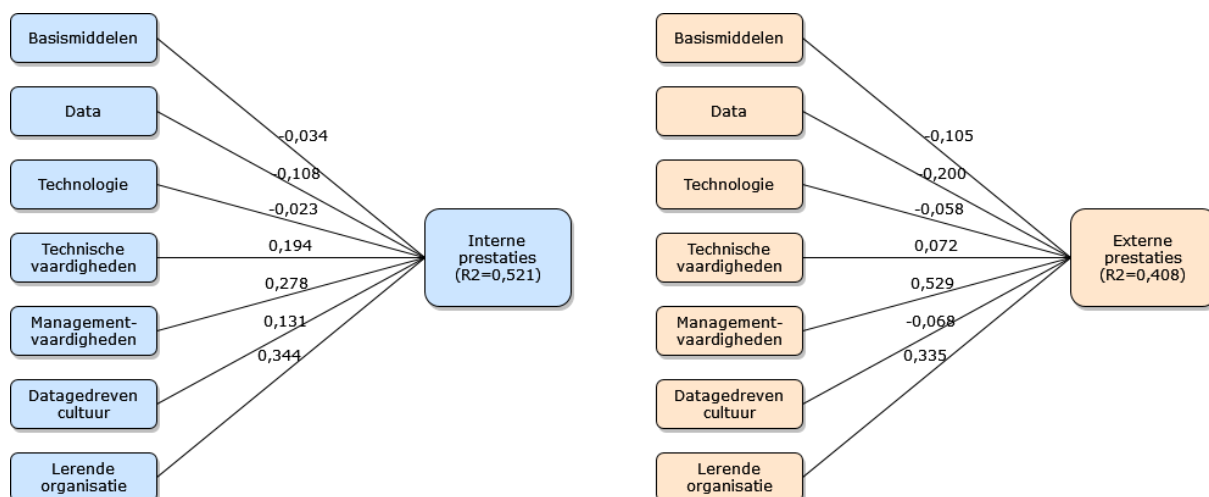 Basismiddelen
Data
Technologie
Technische
vaardigheden
Management-
vaardigheden
Datagedreven
cultuur
Lerende
organisatie
-0,034
-0,108
-0,023
0,194
0,278
0,131
0,344
Interne
prestaties
(R2=0,521)
Basismiddelen
Data
Technologie
Technische
vaardigheden
Management-
vaardigheden
Datagedreven
cultuur
Lerende
organisatie
-0,105
-0,200
-0,058
0,072
0,529
-0,068
0,335
Externe
prestaties
(R2=0,408)